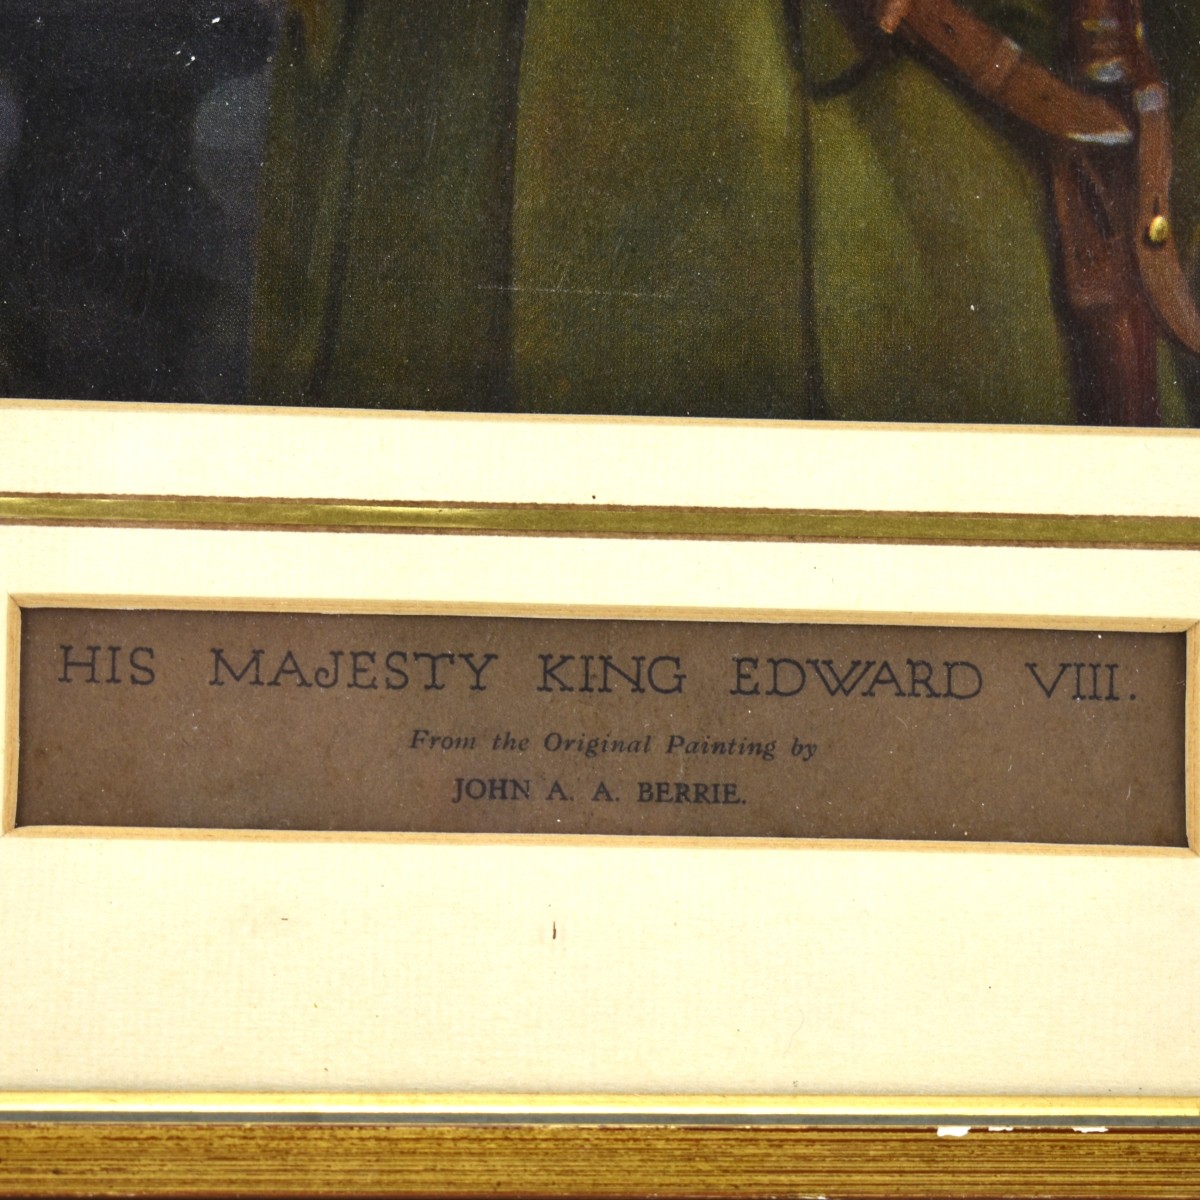 HIS MAJESTY KING EDWARD VIII.
From the Original Painting by
JOHN A. A. BERRIE.